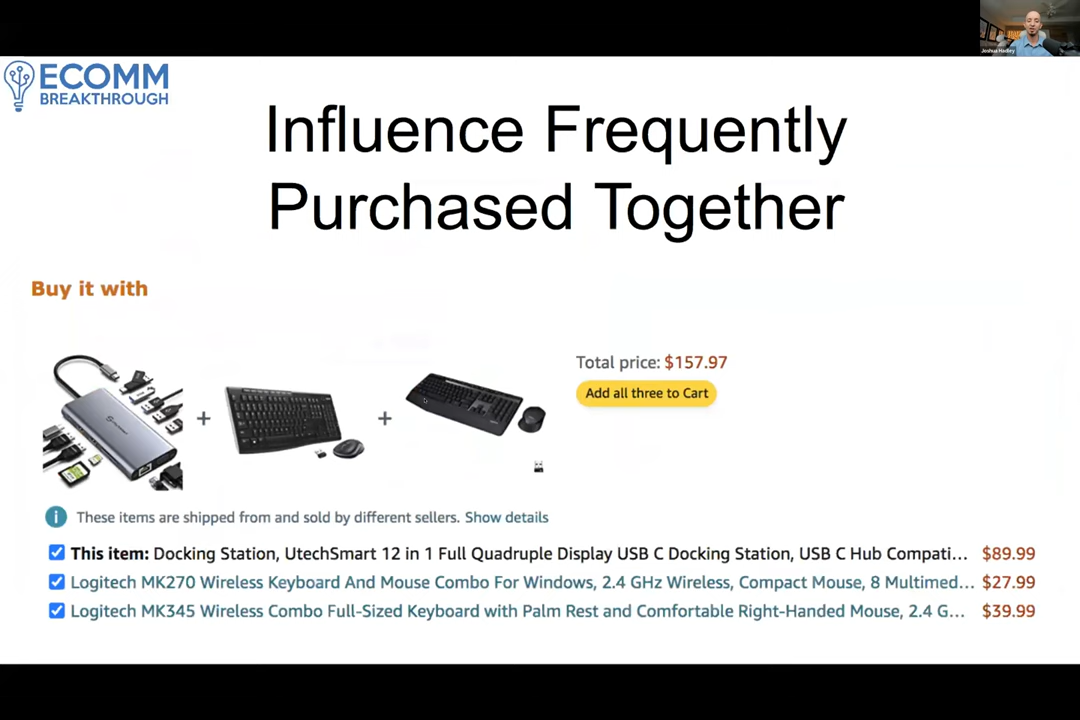 Joshua Hadley
ECOMM
BREAKTHROUGH
Influence Frequently
Purchased Together
Buy it with
+
+
Total price: $157.97
Add all three to Cart
These items are shipped from and sold by different sellers. Show details
This item: Docking Station, UtechSmart 12 in 1 Full Quadruple Display USB C Docking Station, USB C Hub Compati... $89.99
Logitech MK270 Wireless Keyboard And Mouse Combo For Windows, 2.4 GHz Wireless, Compact Mouse, 8 Multimed... $27.99
Logitech MK345 Wireless Combo Full-Sized Keyboard with Palm Rest and Comfortable Right-Handed Mouse, 2.4 G... $39.99